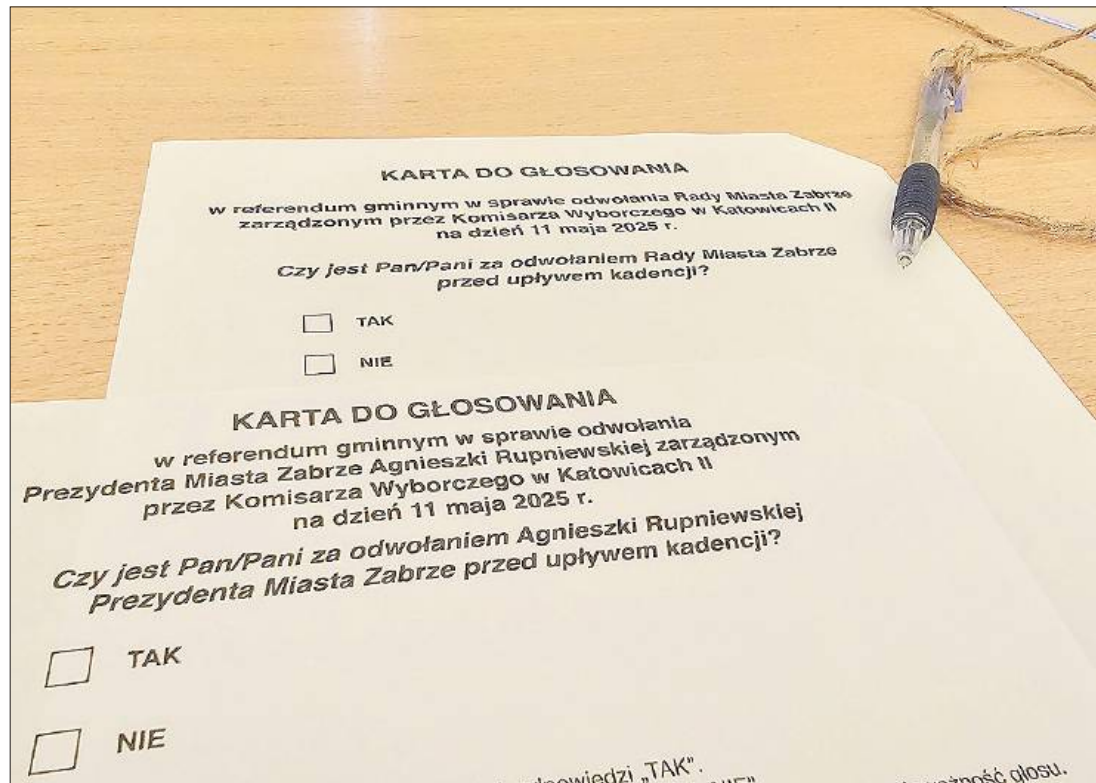 KARTA DO GŁOSOWANIA
w referendum gminnym w sprawie odwołania Rady Miasta Zabrze
zarządzonym przez Komisarza Wyborczego w Katowicach II
na dzień 11 maja 2025 r.
Czy jest Pan/Pani za odwołaniem Rady Miasta Zabrze
przed upływem kadencji?
TAK
NIE
KARTA DO GŁOSOWANIA
w referendum gminnym w sprawie odwołania
Prezydenta Miasta Zabrze Agnieszki Rupniewskiej zarządzonym
przez Komisarza Wyborczego w Katowicach II
na dzień 11 maja 2025 r.
Czy jest Pan/Pani za odwołaniem Agnieszki Rupniewskiej
Prezydenta Miasta Zabrze przed upływem kadencji?
TAK
NIE
„TAK".
głosu.